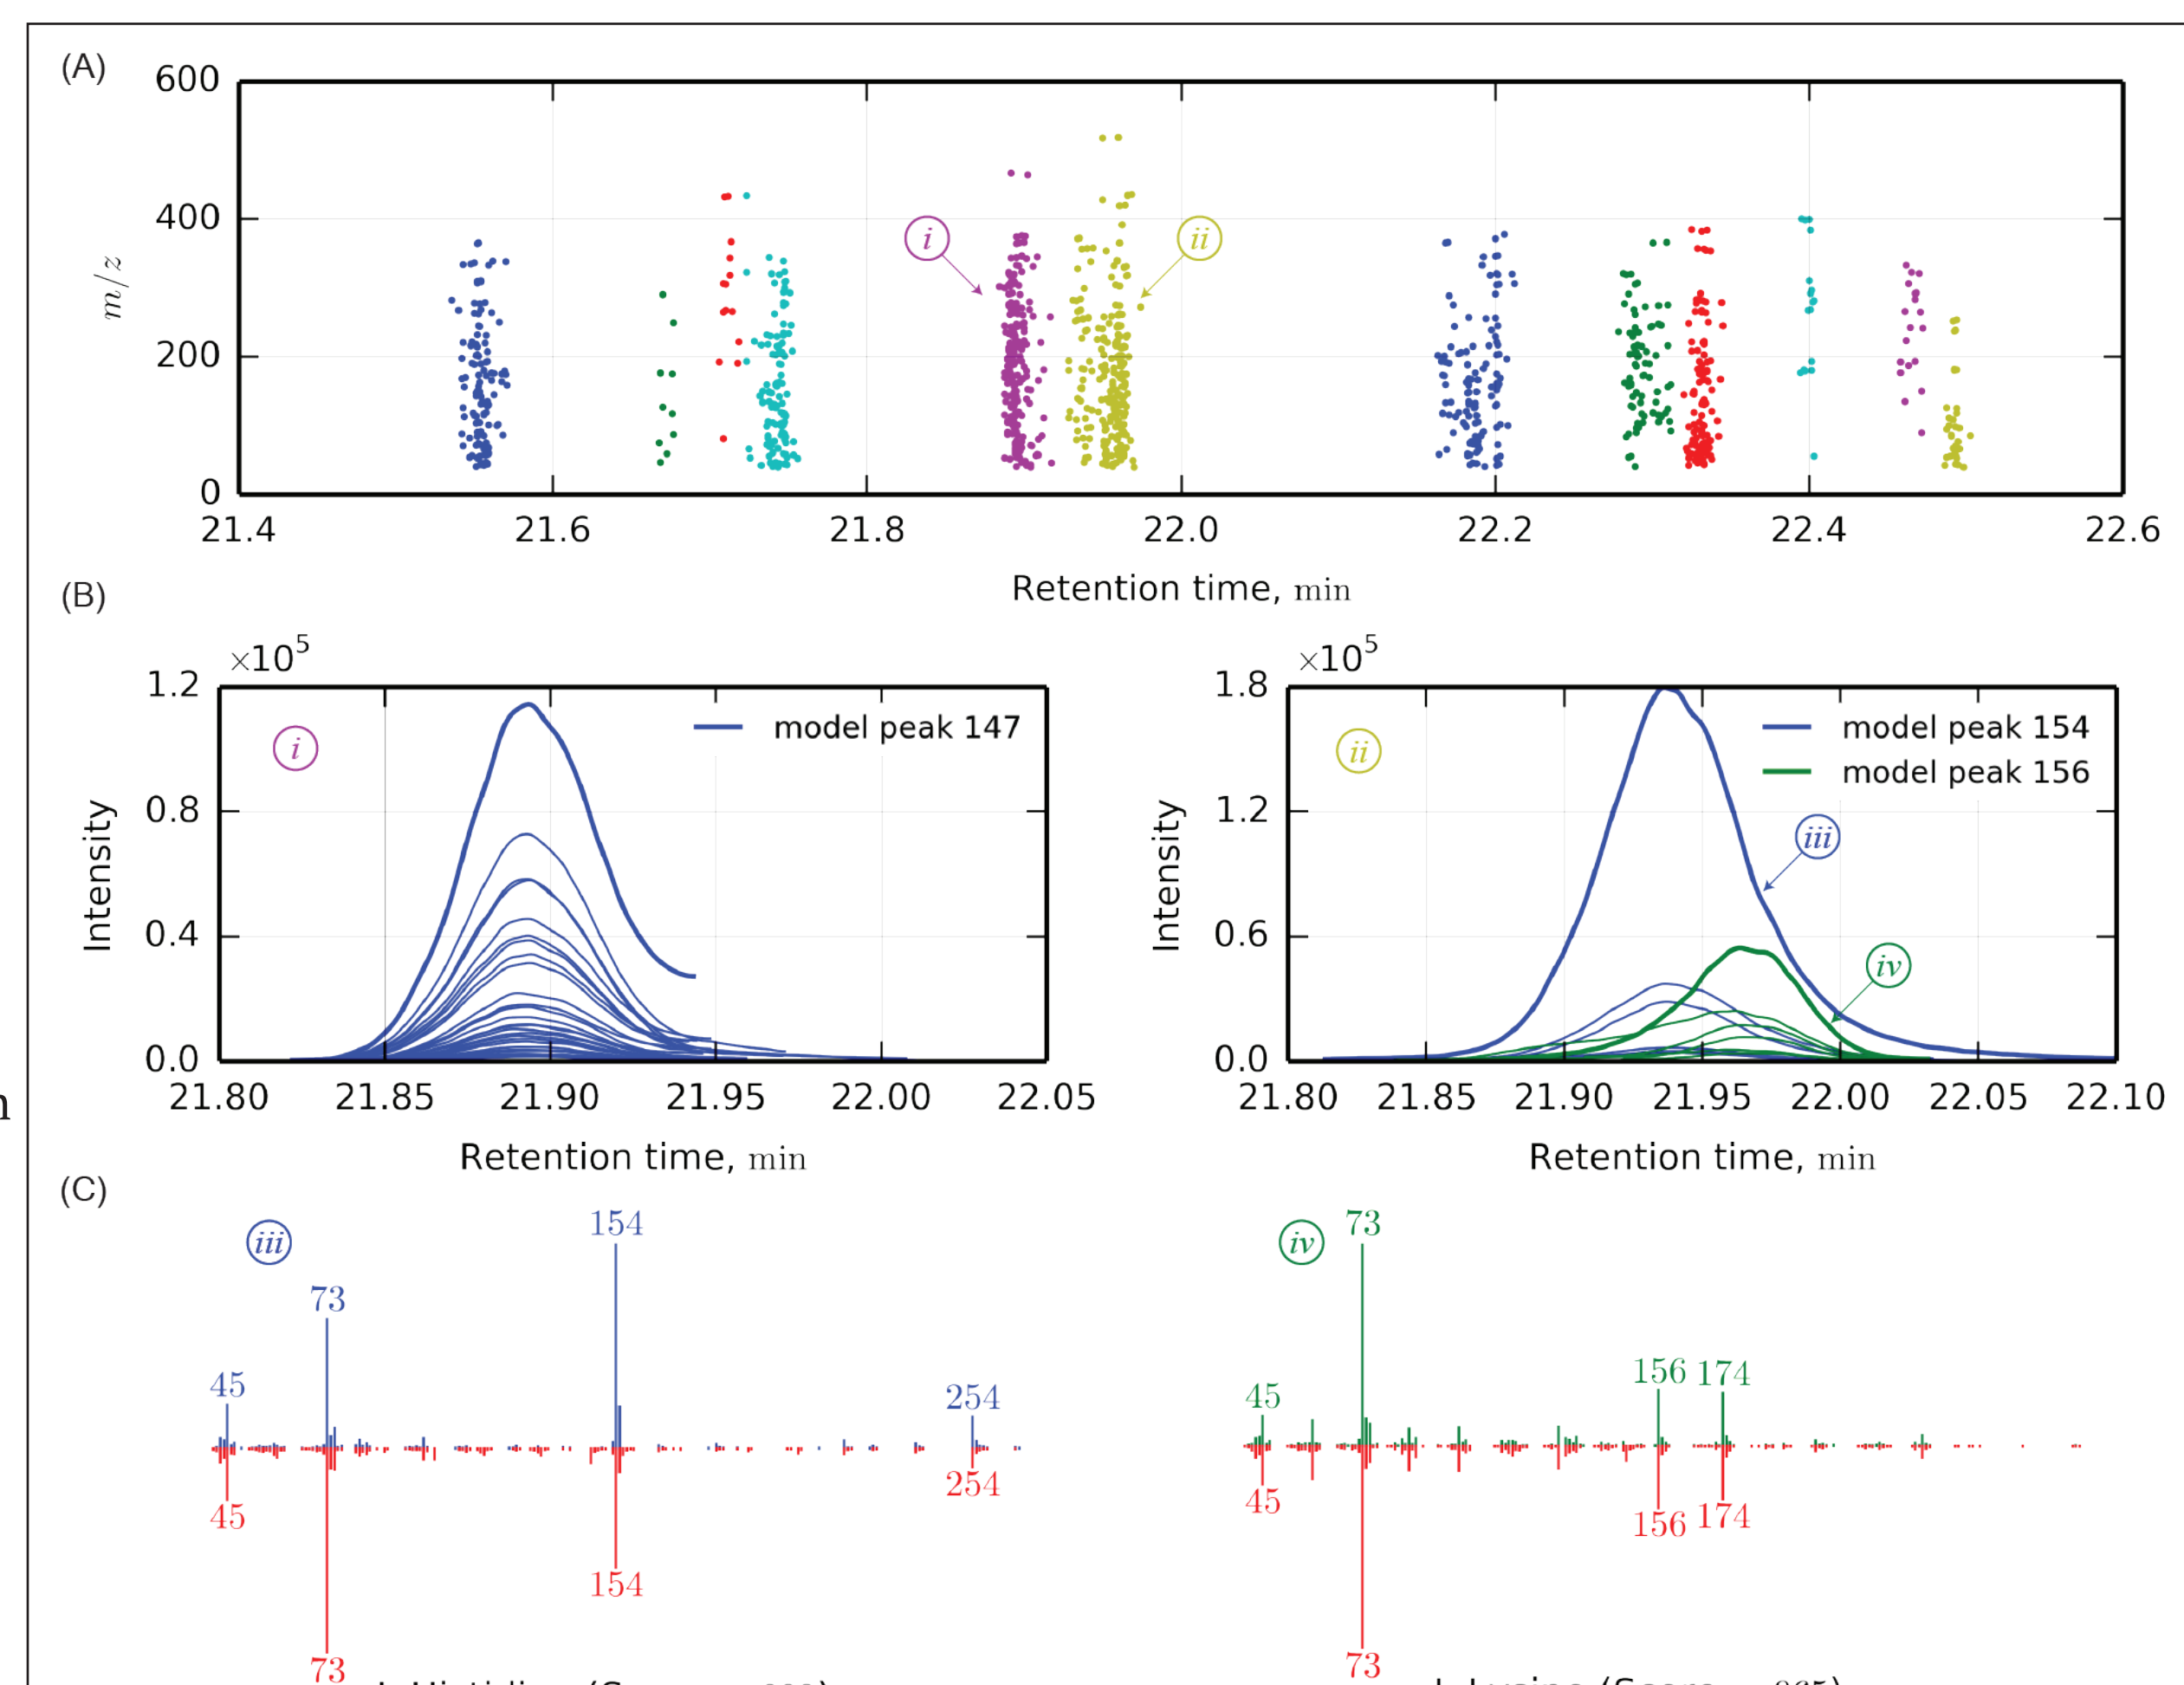 (A)
600
400
200
0
m/z
i
ii
21.4 21.6 21.8 22.0 22.2 22.4 22.6
Retention time, min
(B)
×10^5
1.2
0.8
0.4
0.0
Intensity
i
model peak 147
21.80 21.85 21.90 21.95 22.00 22.05
Retention time, min
×10^5
1.8
1.2
0.6
0.0
Intensity
ii
model peak 154
model peak 156
iii
iv
21.80 21.85 21.90 21.95 22.00 22.05 22.10
Retention time, min
(C)
iii
154
73
45
254
45
254
154
73
iv
73
45
156 174
45
156 174
73